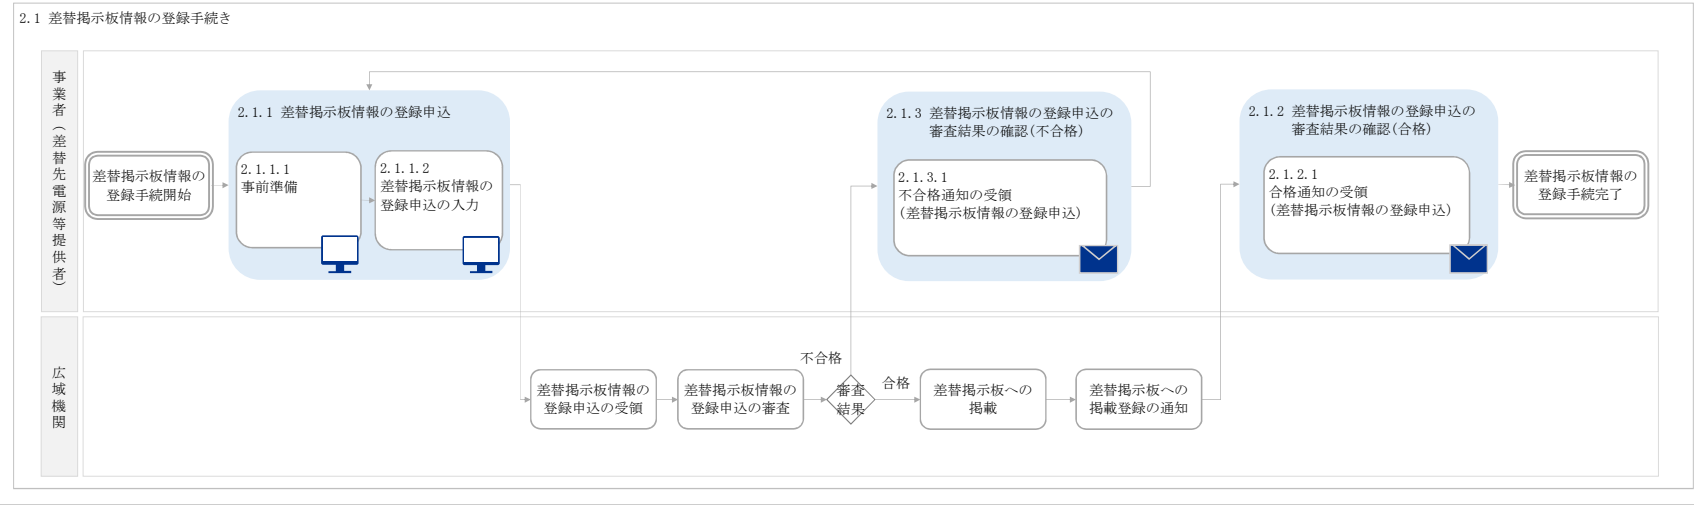 2.1 差替掲示板情報の登録手続き
事業者（差替先電源等提供者）
差替掲示板情報の
登録手続開始
2.1.1 差替掲示板情報の登録申込
2.1.1.1
事前準備
2.1.1.2
差替掲示板情報の
登録申込の入力
2.1.3 差替掲示板情報の登録申込の
審査結果の確認(不合格)
2.1.3.1
不合格通知の受領
(差替掲示板情報の登録申込)
2.1.2 差替掲示板情報の登録申込の
審査結果の確認(合格)
2.1.2.1
合格通知の受領
(差替掲示板情報の登録申込)
差替掲示板情報の
登録手続完了
広域機関
差替掲示板情報の
登録申込の受領
差替掲示板情報の
登録申込の審査
不合格
審査
結果
合格
差替掲示板への
掲載
差替掲示板への
掲載登録の通知